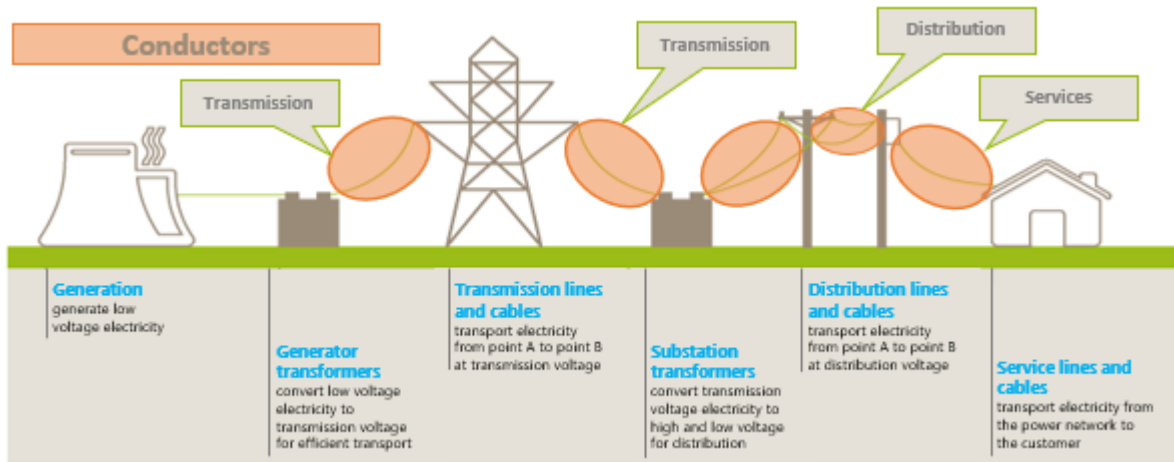 Conductors
Transmission
Transmission
Distribution
Services
Generation
generate low
voltage electricity
Generator
transformers
convert low voltage
electricity to
transmission voltage
for efficient transport
Transmission lines
and cables
transport electricity
from point A to point B
at transmission voltage
Substation
transformers
convert transmission
voltage electricity to
high and low voltage
for distribution
Distribution lines
and cables
transport electricity
from point A to point B
at distribution voltage
Service lines and
cables
transport electricity from
the power network to
the customer